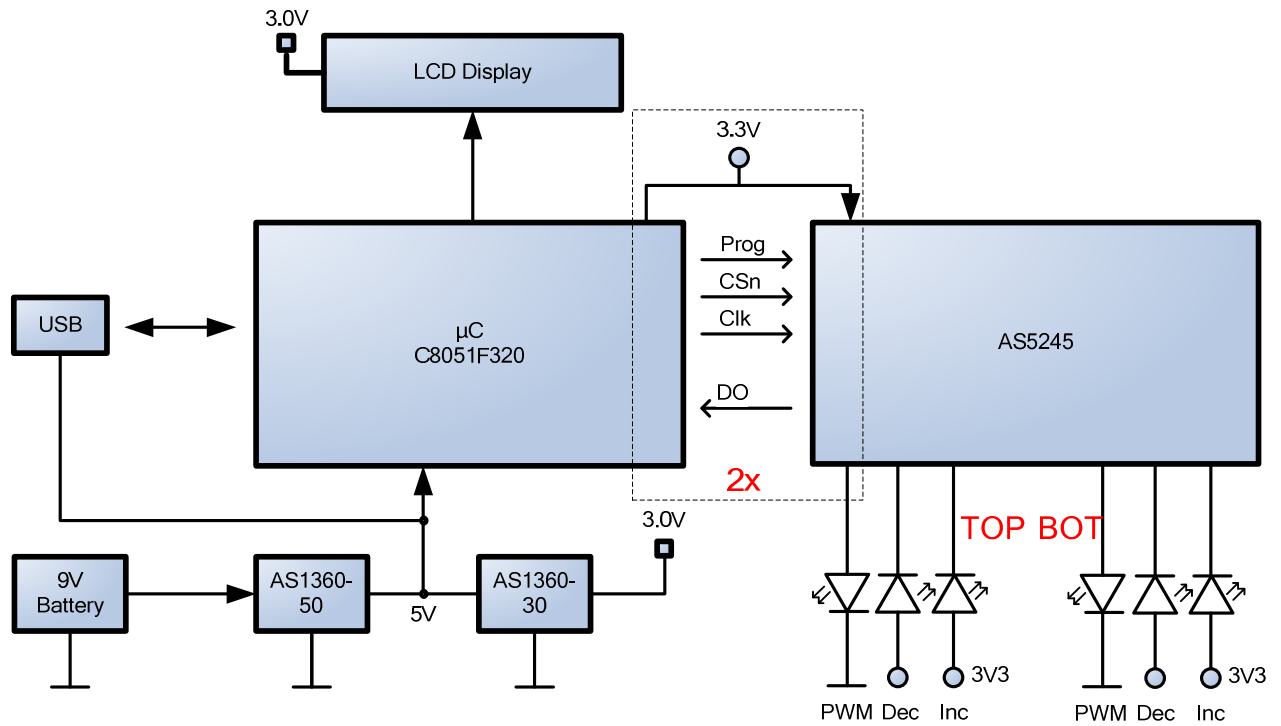 3.0V
LCD Display
3.3V
Prog
CSn
Clk
DO
2x
USB
µC
C8051F320
AS5245
TOP BOT
3.0V
9V
Battery
AS1360-
50
5V
AS1360-
30
3V3
3V3
PWM Dec Inc
PWM Dec Inc